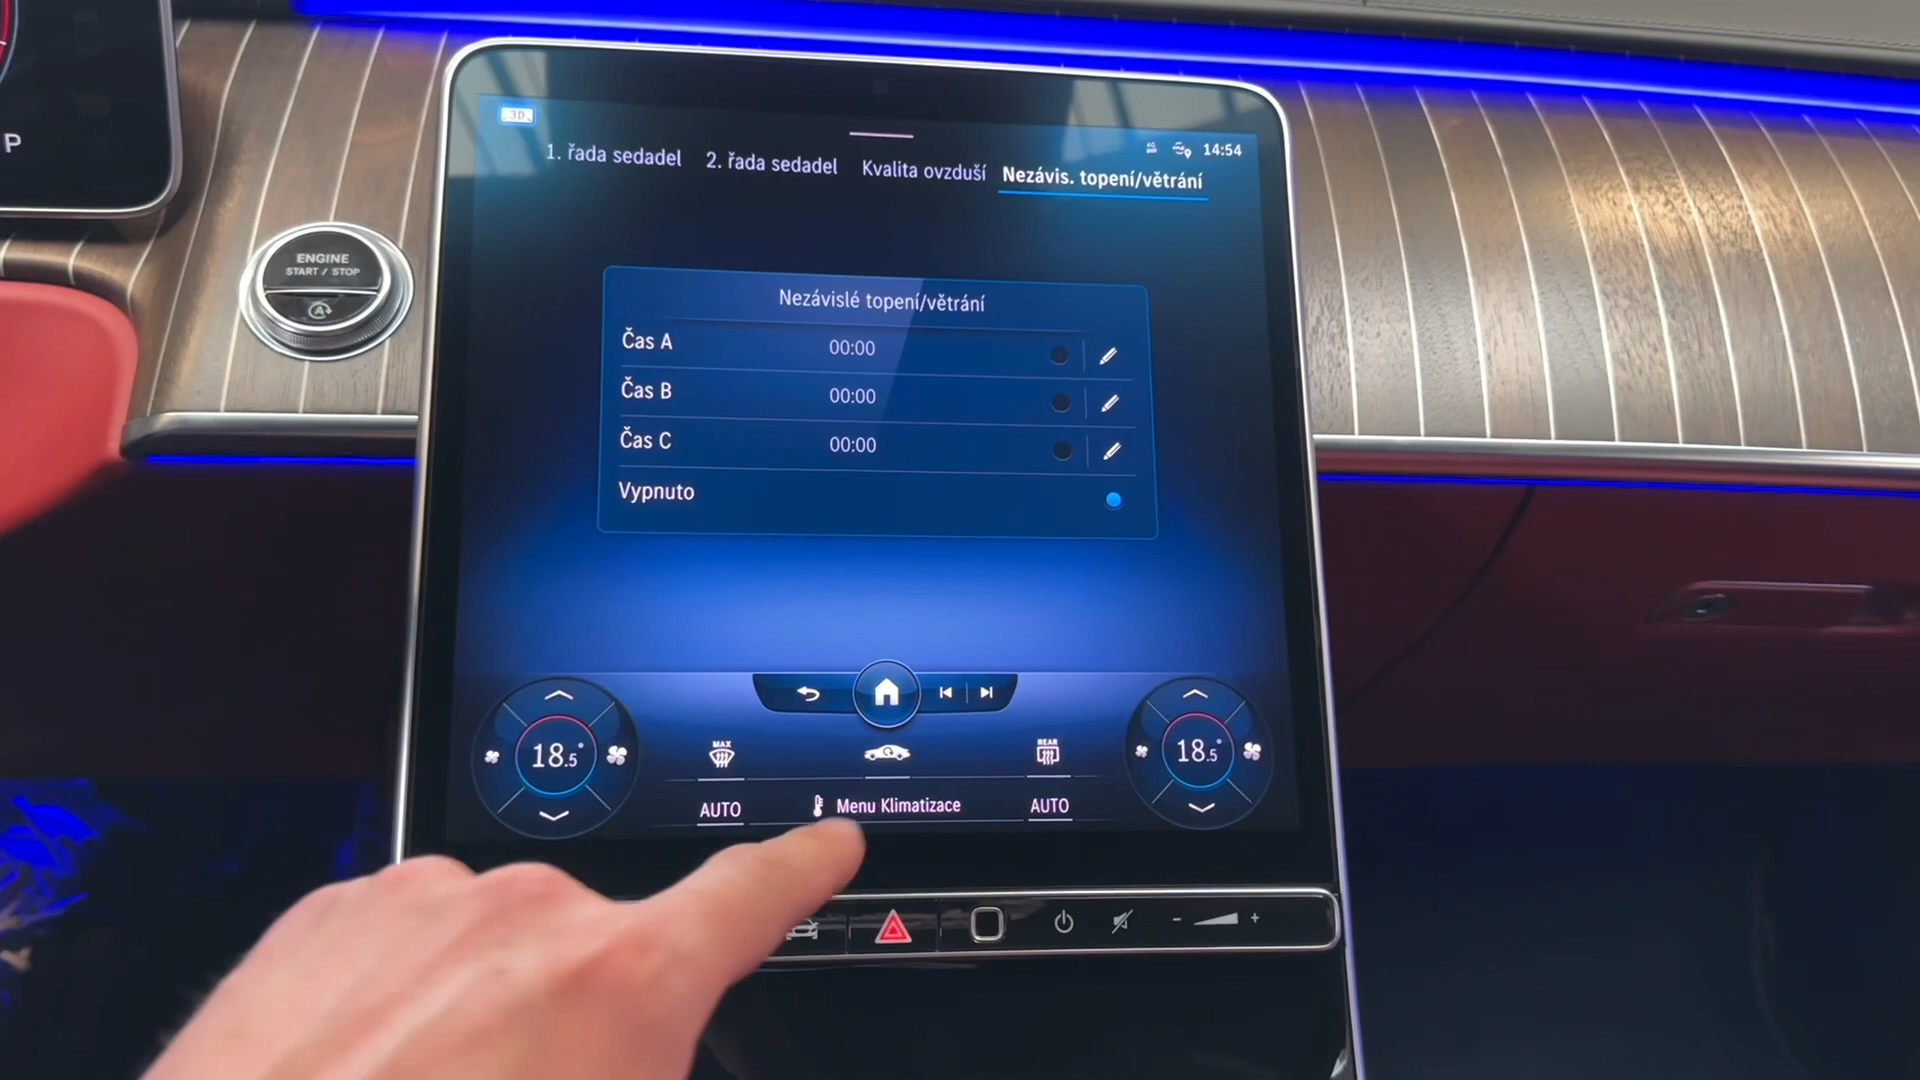 P
ENGINE
START / STOP
A
3D
4G
14:54
1. řada sedadel
2. řada sedadel
Kvalita ovzduší
Nezávis. topení/větrání
Nezávislé topení/větrání
Čas A 00:00
Čas B 00:00
Čas C 00:00
Vypnuto
18.5°
MAX
REAR
18.5°
AUTO
Menu Klimatizace
AUTO
- +